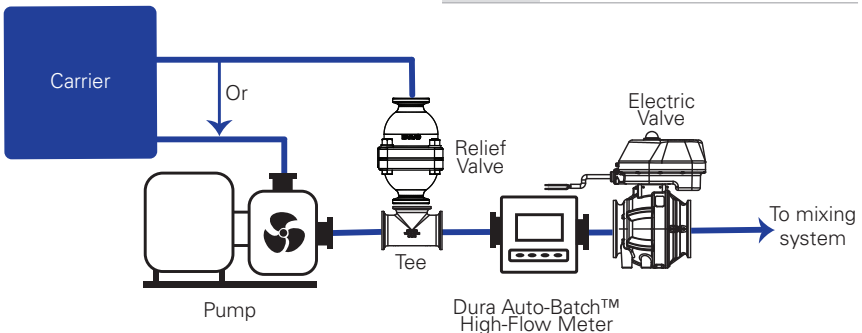 Carrier
Or
Electric
Valve
Relief
Valve
To mixing
system
Tee
Pump
Dura Auto-Batch™
High-Flow Meter